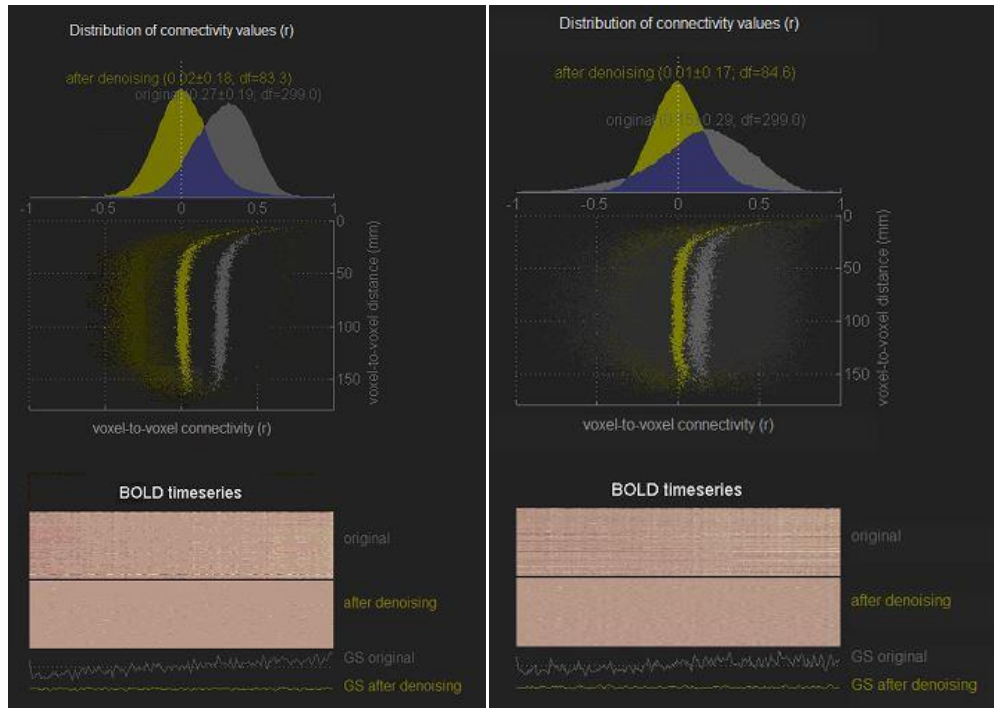 Distribution of connectivity values (r)
after denoising (0.02±0.18; df=83.3)
original (0.27±0.19; df=299.0)
-1 -0.5 0 0.5 1
0
50
100
150
voxel-to-voxel distance (mm)
voxel-to-voxel connectivity (r)
BOLD timeseries
original
after denoising
GS original
GS after denoising
Distribution of connectivity values (r)
after denoising (0.01±0.17; df=84.6)
original (0.15±0.29; df=299.0)
-1 -0.5 0 0.5 1
0
50
100
150
voxel-to-voxel distance (mm)
voxel-to-voxel connectivity (r)
BOLD timeseries
original
after denoising
GS original
GS after denoising